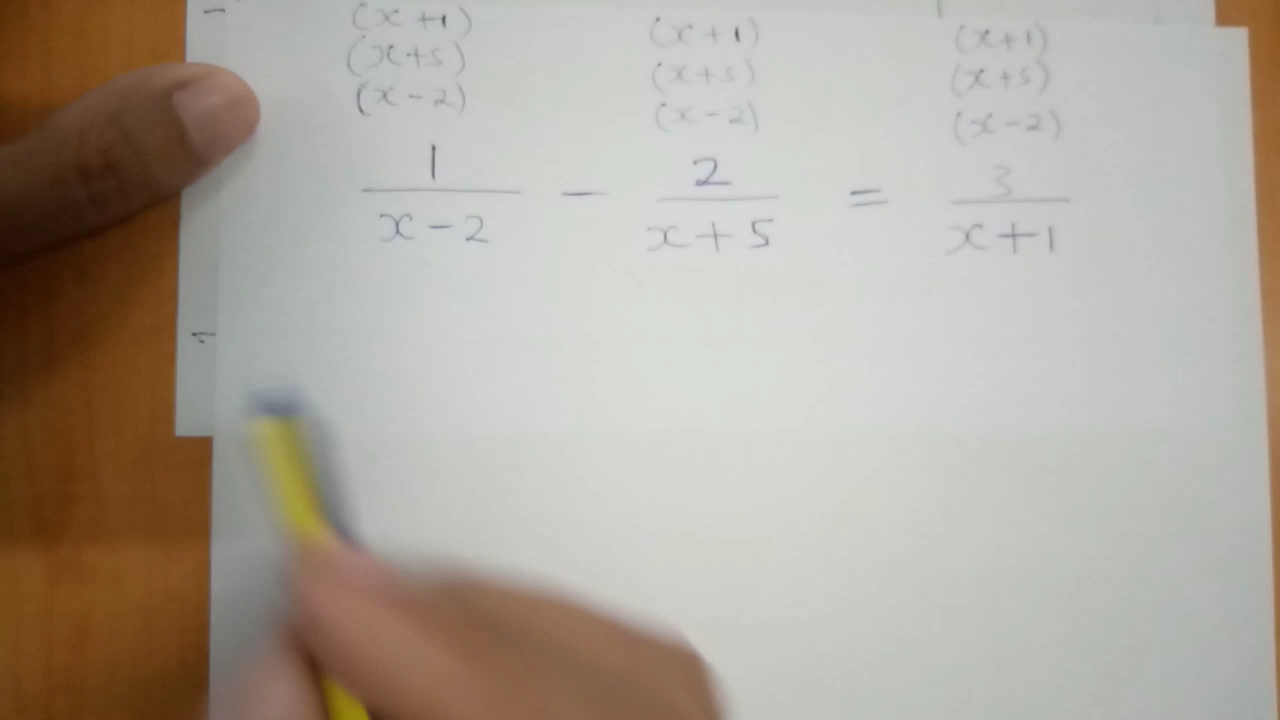 (x+1) (x+1) (x+1)
(x+5) (x+5) (x+5)
(x-2) (x-2) (x-2)
1 2 3
— - — = —
x-2 x+5 x+1